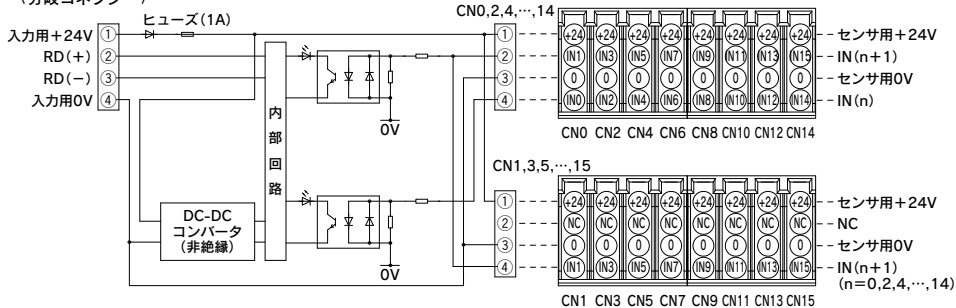 (分岐コネクター)
ヒューズ(1A)
入力用+24V ①
RD(+) ②
RD(−) ③
入力用0V ④
内部回路
0V
0V
DC-DC
コンバータ
(非絶縁)
CN0,2,4,…,14
① +24 +24 +24 +24 +24 +24 +24 +24 センサ用+24V
② IN1 IN3 IN5 IN7 IN9 IN11 IN13 IN15 IN(n+1)
③ 0 0 0 0 0 0 0 0 センサ用0V
④ IN0 IN2 IN4 IN6 IN8 IN10 IN12 IN14 IN(n)
CN0 CN2 CN4 CN6 CN8 CN10 CN12 CN14
CN1,3,5,…,15
① +24 +24 +24 +24 +24 +24 +24 +24 センサ用+24V
② NC NC NC NC NC NC NC NC NC
③ 0 0 0 0 0 0 0 0 センサ用0V
④ IN1 IN3 IN5 IN7 IN9 IN11 IN13 IN15 IN(n+1)
(n=0,2,4,…,14)
CN1 CN3 CN5 CN7 CN9 CN11 CN13 CN15